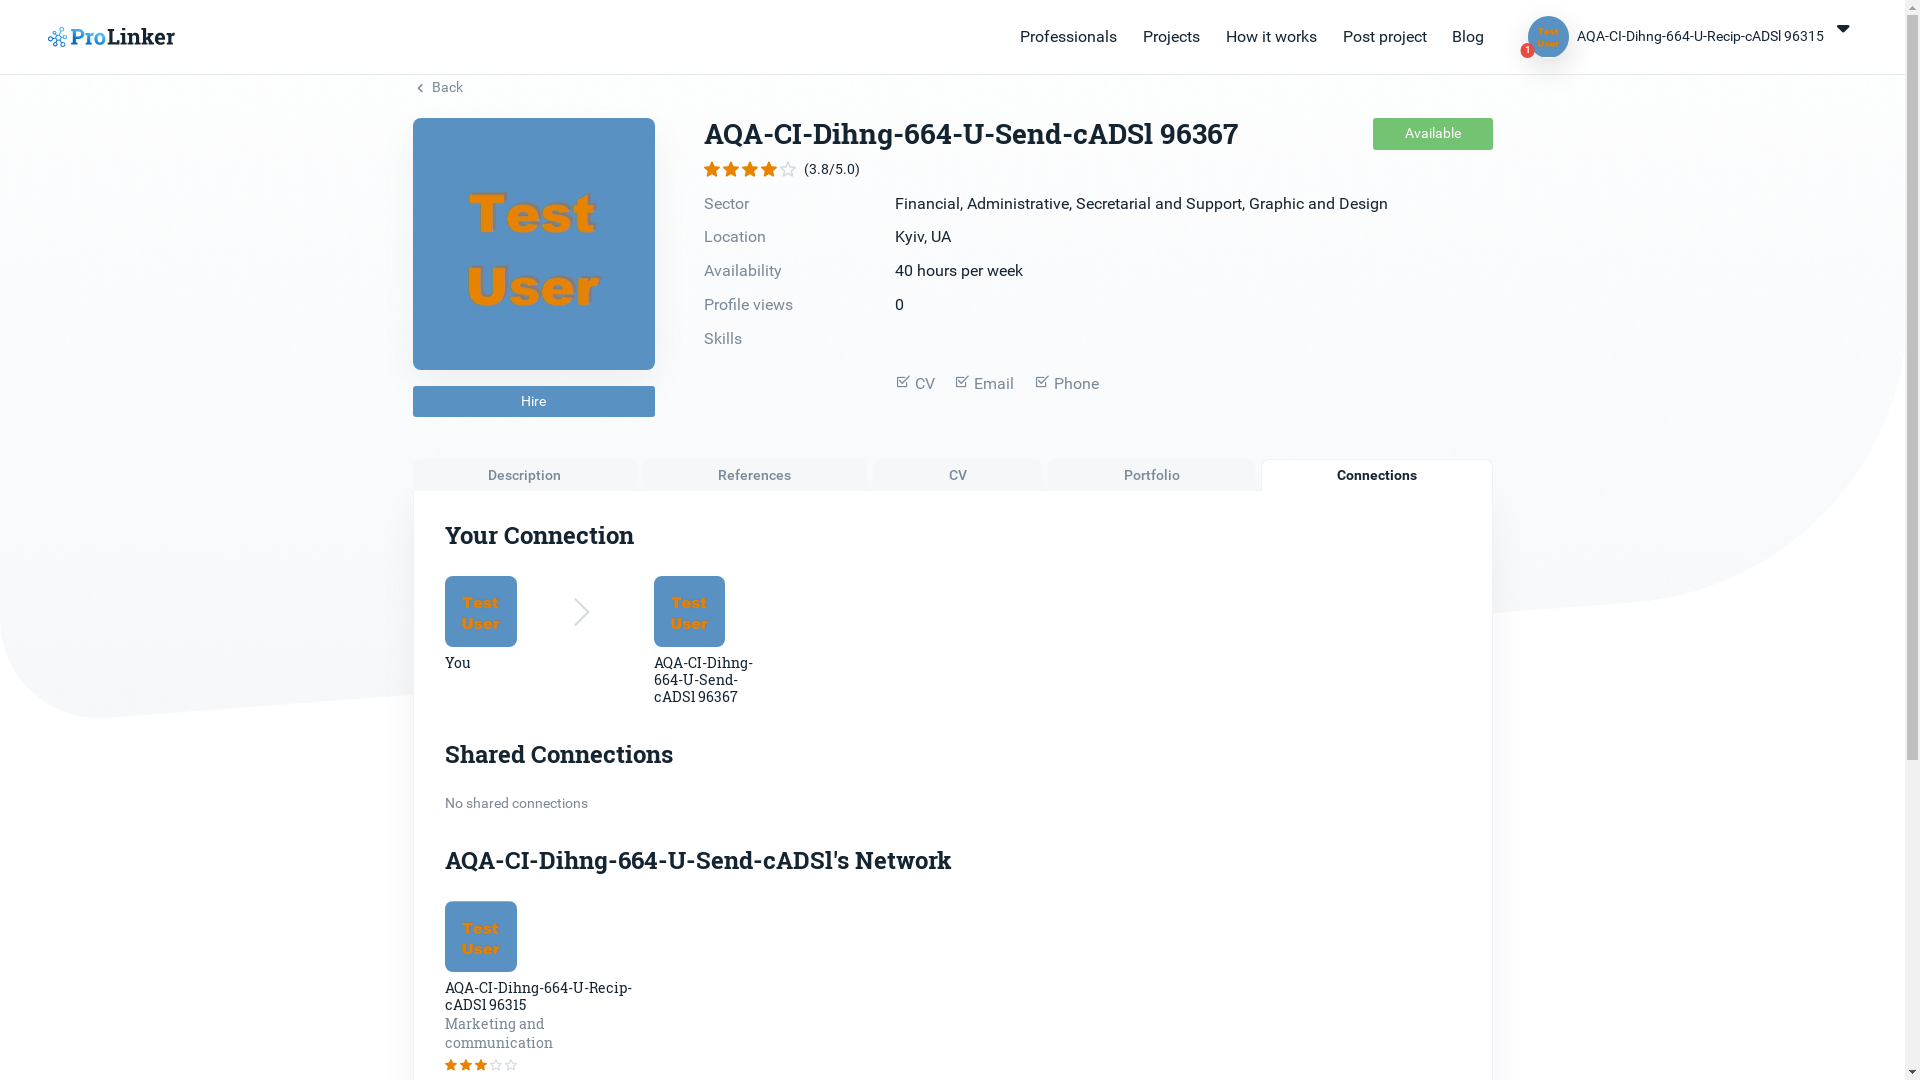 ProLinker
Professionals
Projects
How it works
Post project
Blog
Test
User
1
AQA-CI-Dihng-664-U-Recip-cADSl 96315
Back
Test
User
AQA-CI-Dihng-664-U-Send-cADSl 96367
Available
(3.8/5.0)
Sector
Financial, Administrative, Secretarial and Support, Graphic and Design
Location
Kyiv, UA
Availability
40 hours per week
Profile views
0
Skills
CV
Email
Phone
Hire
Description
References
CV
Portfolio
Connections
Your Connection
Test
User
Test
User
You
AQA-CI-Dihng-
664-U-Send-
cADSl 96367
Shared Connections
No shared connections
AQA-CI-Dihng-664-U-Send-cADSl's Network
Test
User
AQA-CI-Dihng-664-U-Recip-
cADSl 96315
Marketing and
communication